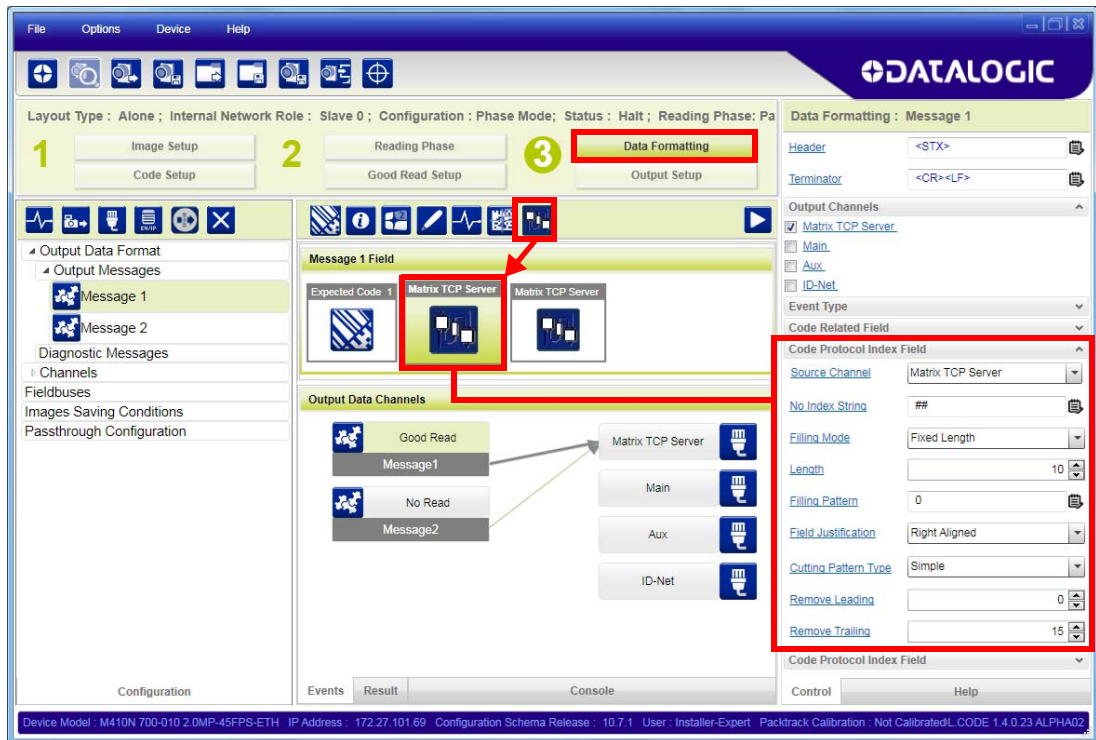 File Options Device Help
DATALOGIC
Layout Type : Alone ; Internal Network Role : Slave 0 ; Configuration : Phase Mode; Status : Halt ; Reading Phase: Pa
1 Image Setup 2 Reading Phase 3 Data Formatting
Code Setup Good Read Setup Output Setup
Output Data Format
Output Messages
Message 1
Message 2
Diagnostic Messages
Channels
Fieldbuses
Images Saving Conditions
Passthrough Configuration
Configuration
Message 1 Field
Expected Code 1 Matrix TCP Server Matrix TCP Server
Output Data Channels
Good Read
Message1
No Read
Message2
Matrix TCP Server
Main
Aux
ID-Net
Events Result Console
Data Formatting : Message 1
Header <STX>
Terminator <CR><LF>
Output Channels
Matrix TCP Server
Main
Aux
ID-Net
Event Type
Code Related Field
Code Protocol Index Field
Source Channel Matrix TCP Server
No Index String ##
Filling Mode Fixed Length
Length 10
Filling Pattern 0
Field Justification Right Aligned
Cutting Pattern Type Simple
Remove Leading 0
Remove Trailing 15
Code Protocol Index Field
Control Help
Device Model : M410N 700-010 2.0MP-45FPS-ETH IP Address : 172.27.101.69 Configuration Schema Release : 10.7.1 User : Installer-Expert Packtrack Calibration : Not Calibrated\L.CODE 1.4.0.23 ALPHA02